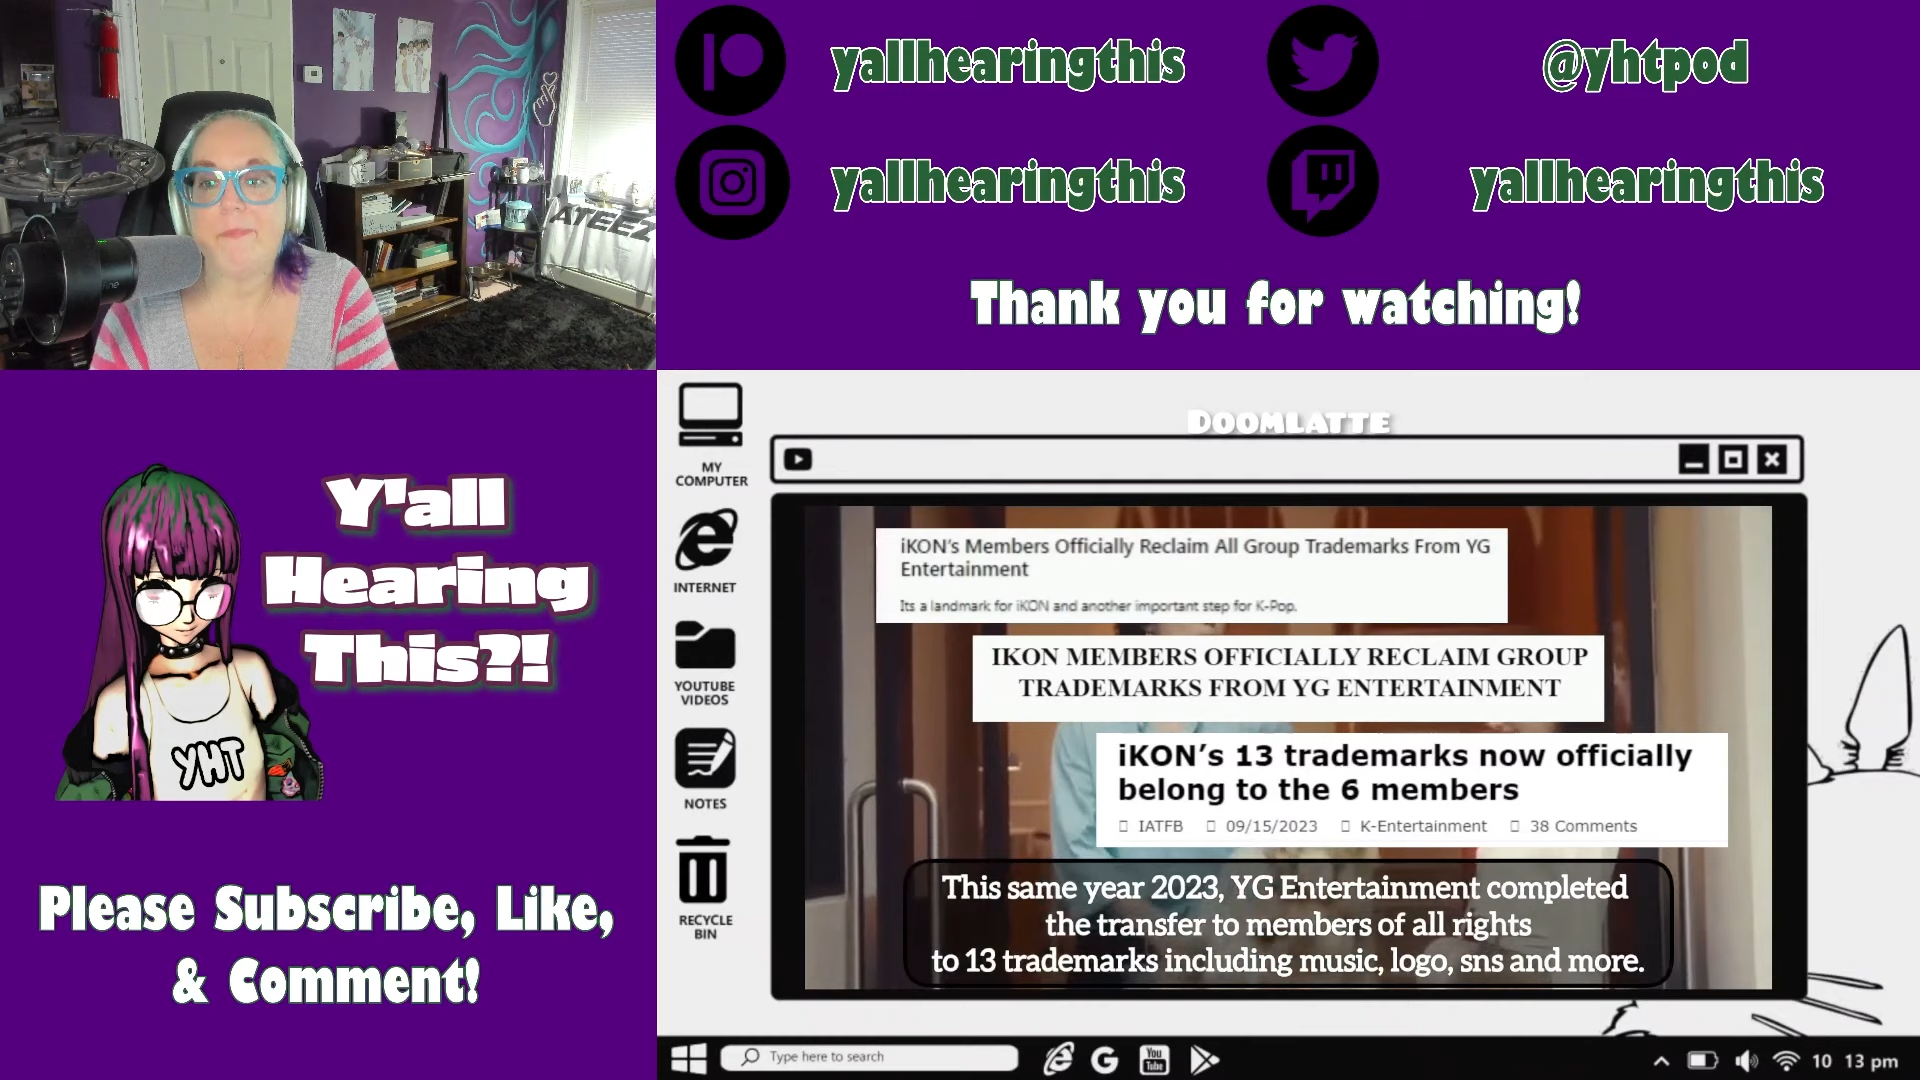 yallhearingthis
@yhtpod
yallhearingthis
yallhearingthis
Thank you for watching!
ATEEZ
Y'all
Hearing
This?!
YHT
Please Subscribe, Like,
& Comment!
DOOMLATTE
MY
COMPUTER
INTERNET
YOUTUBE
VIDEOS
NOTES
RECYCLE
BIN
iKON's Members Officially Reclaim All Group Trademarks From YG
Entertainment
Its a landmark for iKON and another important step for K-Pop.
IKON MEMBERS OFFICIALLY RECLAIM GROUP
TRADEMARKS FROM YG ENTERTAINMENT
iKON's 13 trademarks now officially
belong to the 6 members
IATFB 09/15/2023 K-Entertainment 38 Comments
This same year 2023, YG Entertainment completed
the transfer to members of all rights
to 13 trademarks including music, logo, sns and more.
Type here to search
You
Tube
10 13 pm